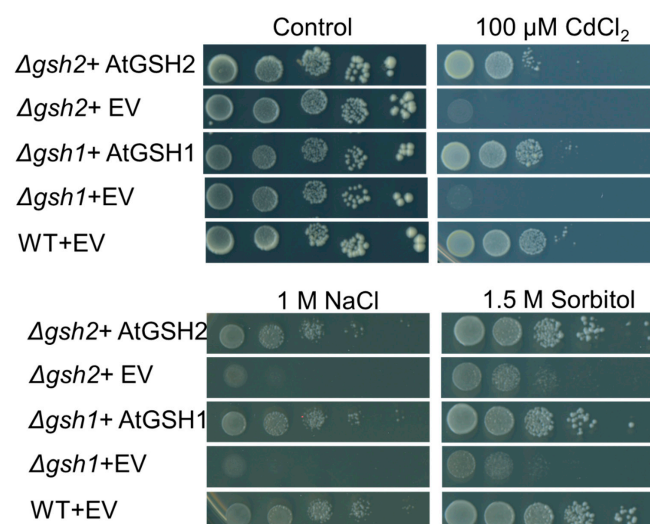 Control
100 µM CdCl2
Δgsh2+ AtGSH2
Δgsh2+ EV
Δgsh1+ AtGSH1
Δgsh1+EV
WT+EV
1 M NaCl
1.5 M Sorbitol
Δgsh2+ AtGSH2
Δgsh2+ EV
Δgsh1+ AtGSH1
Δgsh1+EV
WT+EV